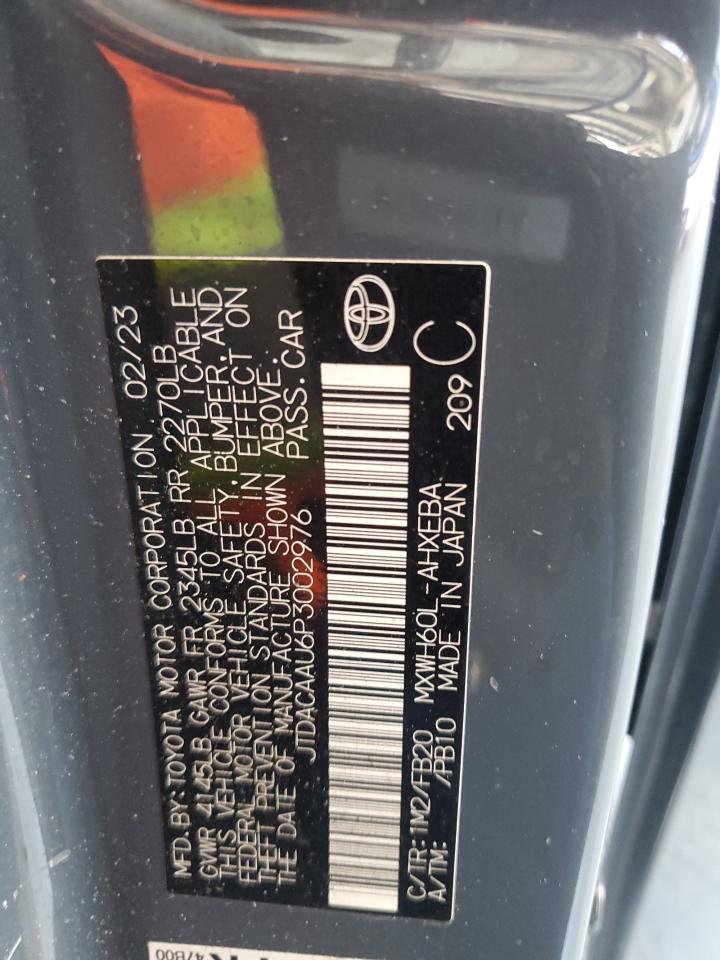 MFD. BY: TOYOTA MOTOR CORPORATION 02/23
GVWR 4145LB GAWR FR 2345LB RR 2270LB
THIS VEHICLE CONFORMS TO ALL APPLICABLE
FEDERAL MOTOR VEHICLE SAFETY, BUMPER, AND
THEFT PREVENTION STANDARDS IN EFFECT ON
THE DATE OF MANUFACTURE SHOWN ABOVE.
JTDACAAU6P3002976 PASS. CAR
C/TR: 1M2/FB20 MXWH60L-AHXEBA
A/TM: /PB10 MADE IN JAPAN 209 C
47B00